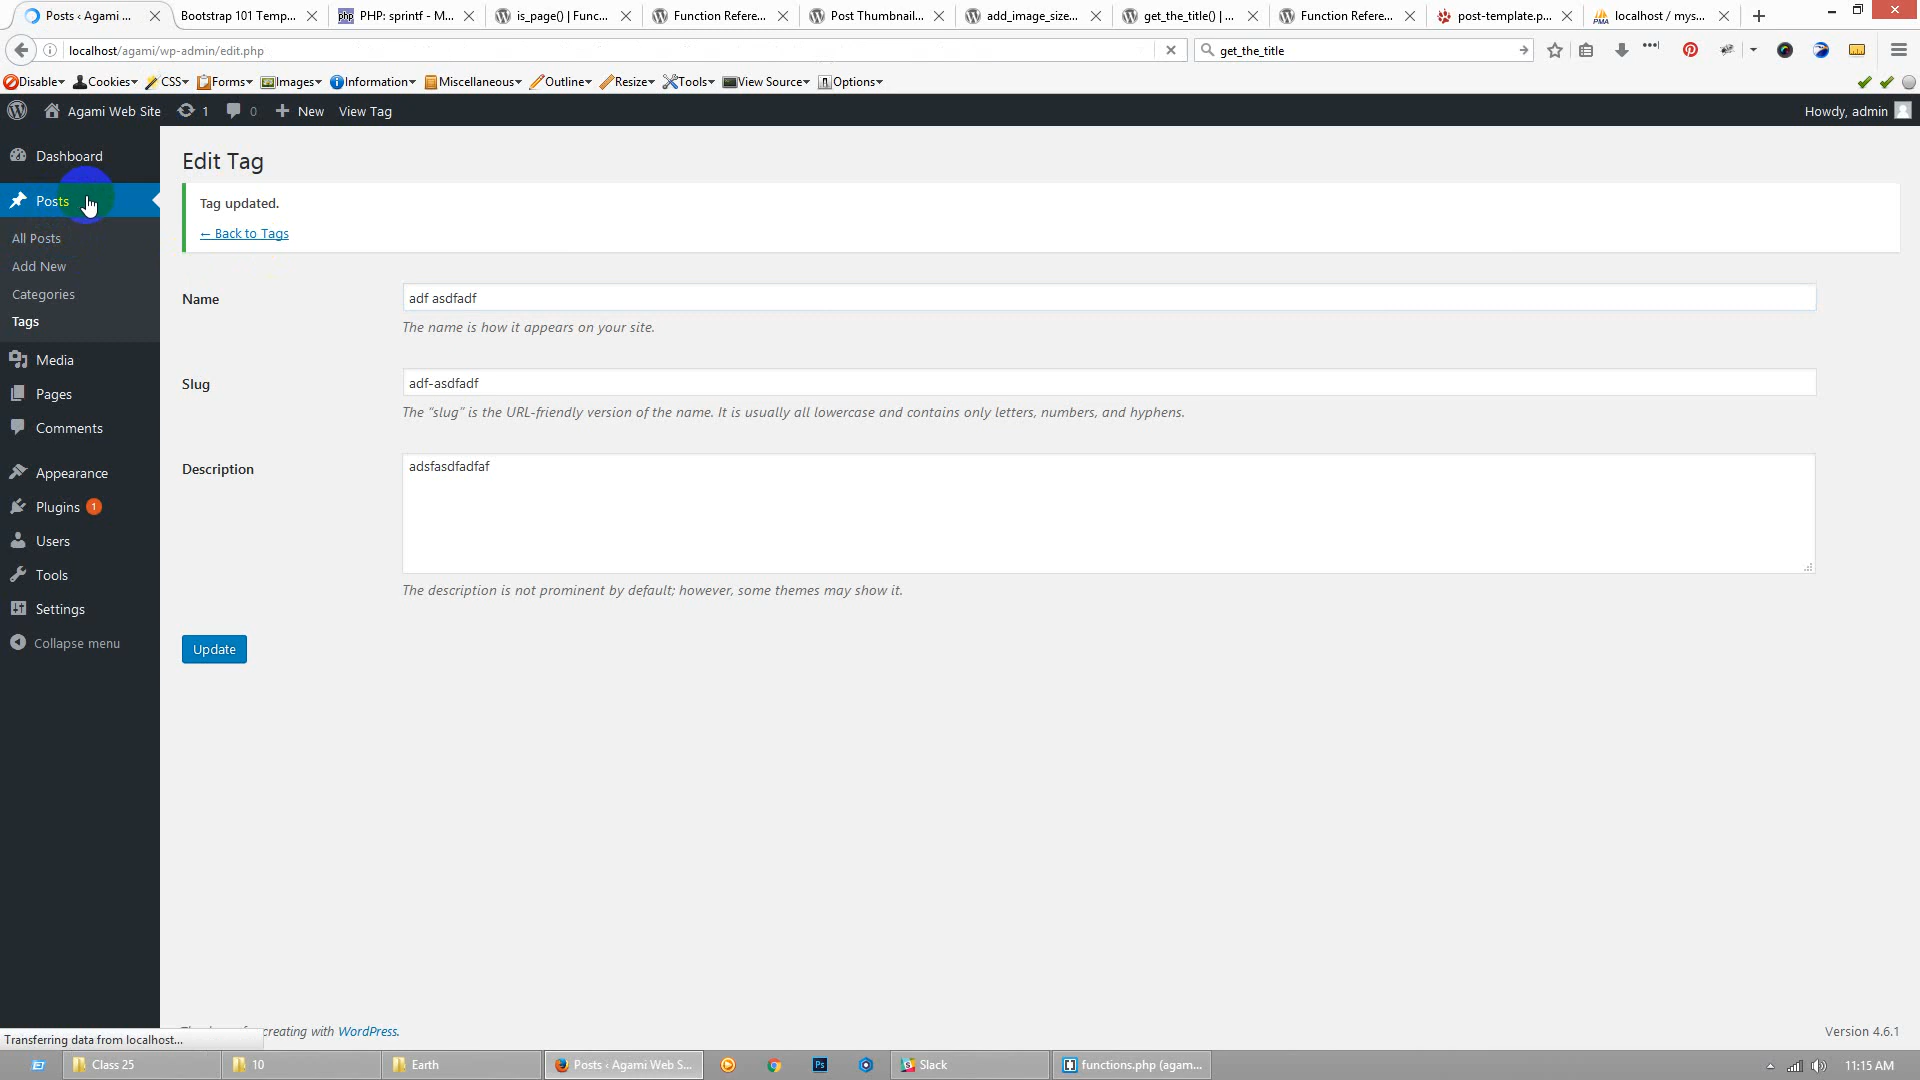 Posts ‹ Agami ...
Bootstrap 101 Temp...
PHP: sprintf - M...
is_page() | Func...
Function Refere...
Post Thumbnail...
add_image_size...
get_the_title() | ...
Function Refere...
post-template.p...
localhost / mys...
localhost/agami/wp-admin/edit.php
get_the_title
Disable
Cookies
CSS
Forms
Images
Information
Miscellaneous
Outline
Resize
Tools
View Source
Options
Agami Web Site
1
0
New
View Tag
Howdy, admin
Dashboard
Posts
All Posts
Add New
Categories
Tags
Media
Pages
Comments
Appearance
Plugins 1
Users
Tools
Settings
Collapse menu
Edit Tag
Tag updated.
← Back to Tags
Name
adf asdfadf
The name is how it appears on your site.
Slug
adf-asdfadf
The “slug” is the URL-friendly version of the name. It is usually all lowercase and contains only letters, numbers, and hyphens.
Description
adsfasdfadfaf
The description is not prominent by default; however, some themes may show it.
Update
creating with WordPress.
Version 4.6.1
Transferring data from localhost...
Class 25
10
Earth
Posts ‹ Agami Web S...
Slack
functions.php (agam...
11:15 AM